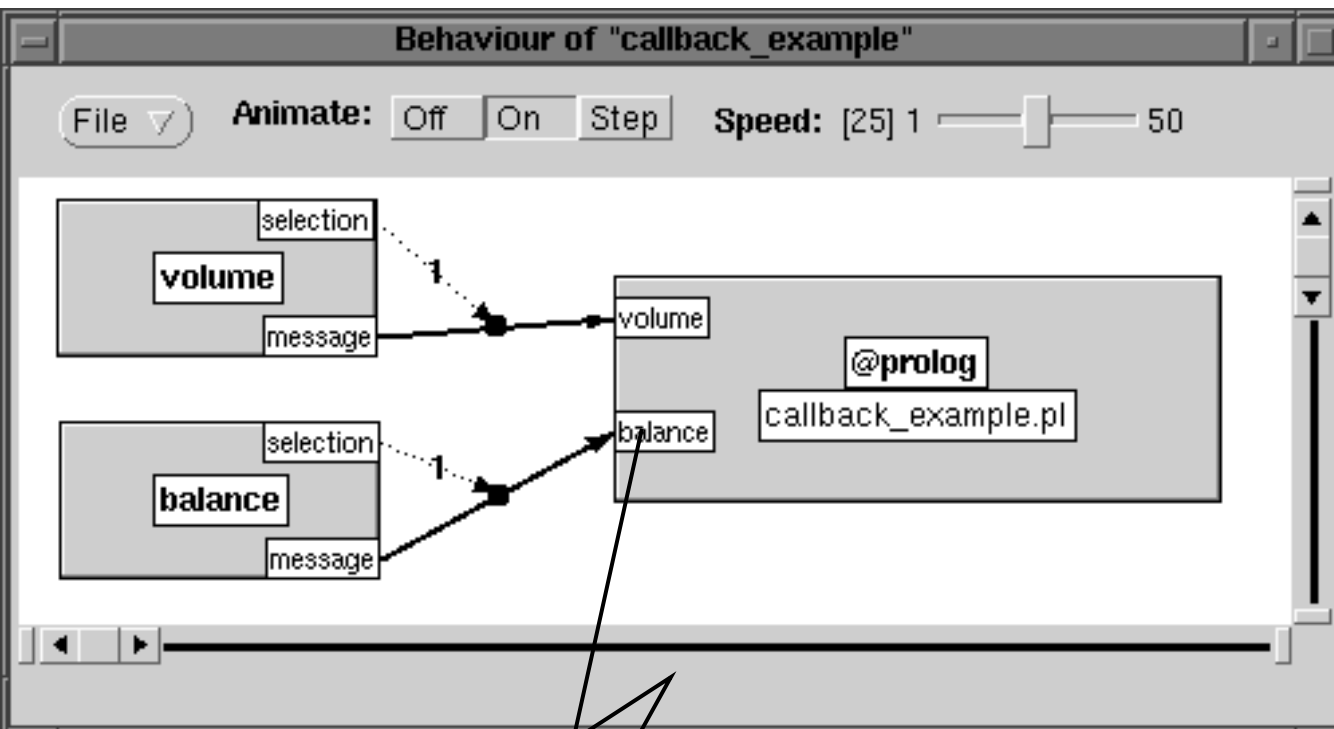 Behaviour of "callback_example"
File Animate: Off On Step Speed: [25] 1 50
selection
volume
1
message
volume
@prolog
callback_example.pl
balance
selection
1
balance
message